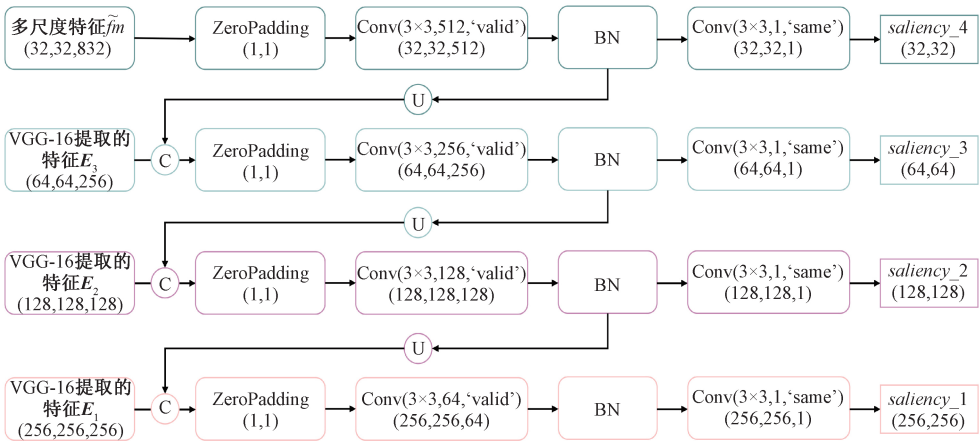 多尺度特征f̃m
(32,32,832)
ZeroPadding
(1,1)
Conv(3×3,512,‘valid’)
(32,32,512)
BN
Conv(3×3,1,‘same’)
(32,32,1)
saliency_4
(32,32)
U
VGG-16提取的
特征E₃
(64,64,256)
C
ZeroPadding
(1,1)
Conv(3×3,256,‘valid’)
(64,64,256)
BN
Conv(3×3,1,‘same’)
(64,64,1)
saliency_3
(64,64)
U
VGG-16提取的
特征E₂
(128,128,128)
C
ZeroPadding
(1,1)
Conv(3×3,128,‘valid’)
(128,128,128)
BN
Conv(3×3,1,‘same’)
(128,128,1)
saliency_2
(128,128)
U
VGG-16提取的
特征E₁
(256,256,256)
C
ZeroPadding
(1,1)
Conv(3×3,64,‘valid’)
(256,256,64)
BN
Conv(3×3,1,‘same’)
(256,256,1)
saliency_1
(256,256)